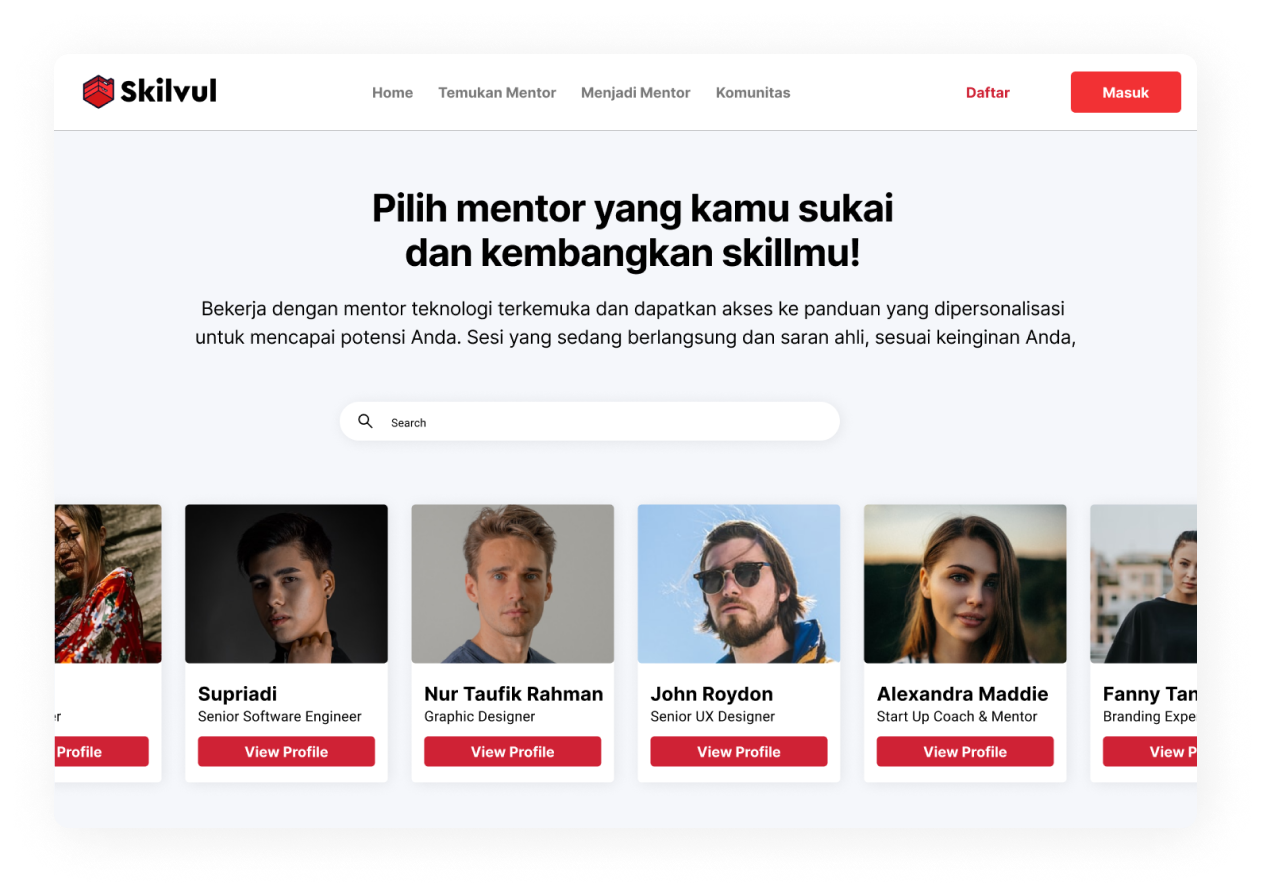 Skilvul
Home Temukan Mentor Menjadi Mentor Komunitas Daftar Masuk
Pilih mentor yang kamu sukai
dan kembangkan skillmu!
Bekerja dengan mentor teknologi terkemuka dan dapatkan akses ke panduan yang dipersonalisasi
untuk mencapai potensi Anda. Sesi yang sedang berlangsung dan saran ahli, sesuai keinginan Anda,
Search
Supriadi
Senior Software Engineer
View Profile
Nur Taufik Rahman
Graphic Designer
View Profile
John Roydon
Senior UX Designer
View Profile
Alexandra Maddie
Start Up Coach & Mentor
View Profile
Fanny Tan
Branding Expe
View P
Profile